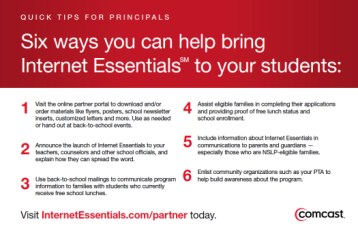 QUICK TIPS FOR PRINCIPALS
Six ways you can help bring
Internet Essentials℠ to your students:
1 Visit the online partner portal to download and/or
order materials like flyers, posters, school newsletter
inserts, customized letters and more. Use as needed
or hand out at back-to-school events.
2 Announce the launch of Internet Essentials to your
teachers, counselors and other school officials, and
explain how they can spread the word.
3 Use back-to-school mailings to communicate program
information to families with students who currently
receive free school lunches.
4 Assist eligible families in completing their applications
and providing proof of free lunch status and
school enrollment.
5 Include information about Internet Essentials in
communications to parents and guardians —
especially those who are NSLP-eligible families.
6 Enlist community organizations such as your PTA to
help build awareness about the program.
Visit InternetEssentials.com/partner today.
comcast.